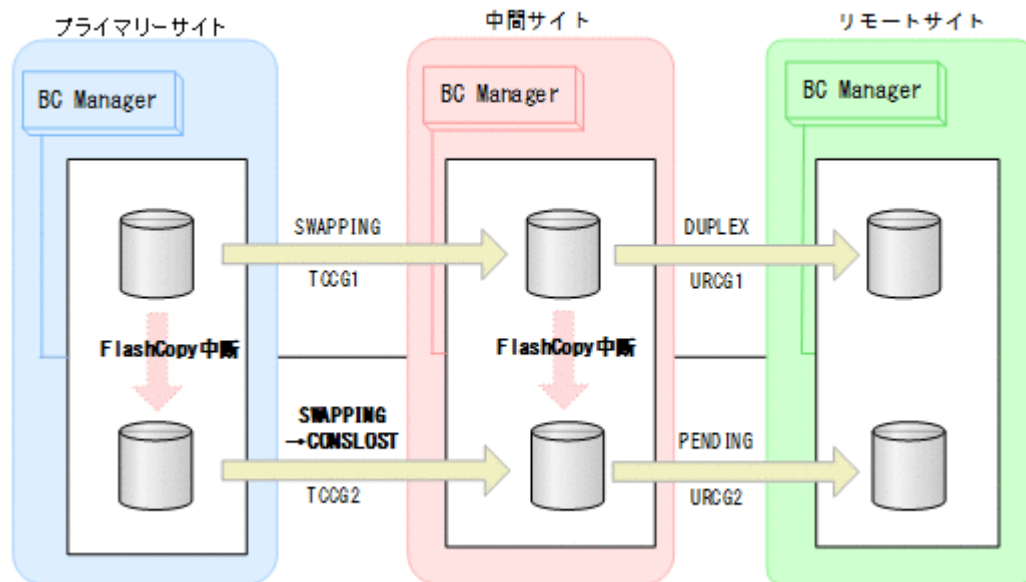 プライマリーサイト
中間サイト
リモートサイト
BC Manager
BC Manager
BC Manager
SWAPPING
TCCG1
DUPLEX
URCG1
FlashCopy中断
FlashCopy中断
SWAPPING
→CONSLOST
TCCG2
PENDING
URCG2